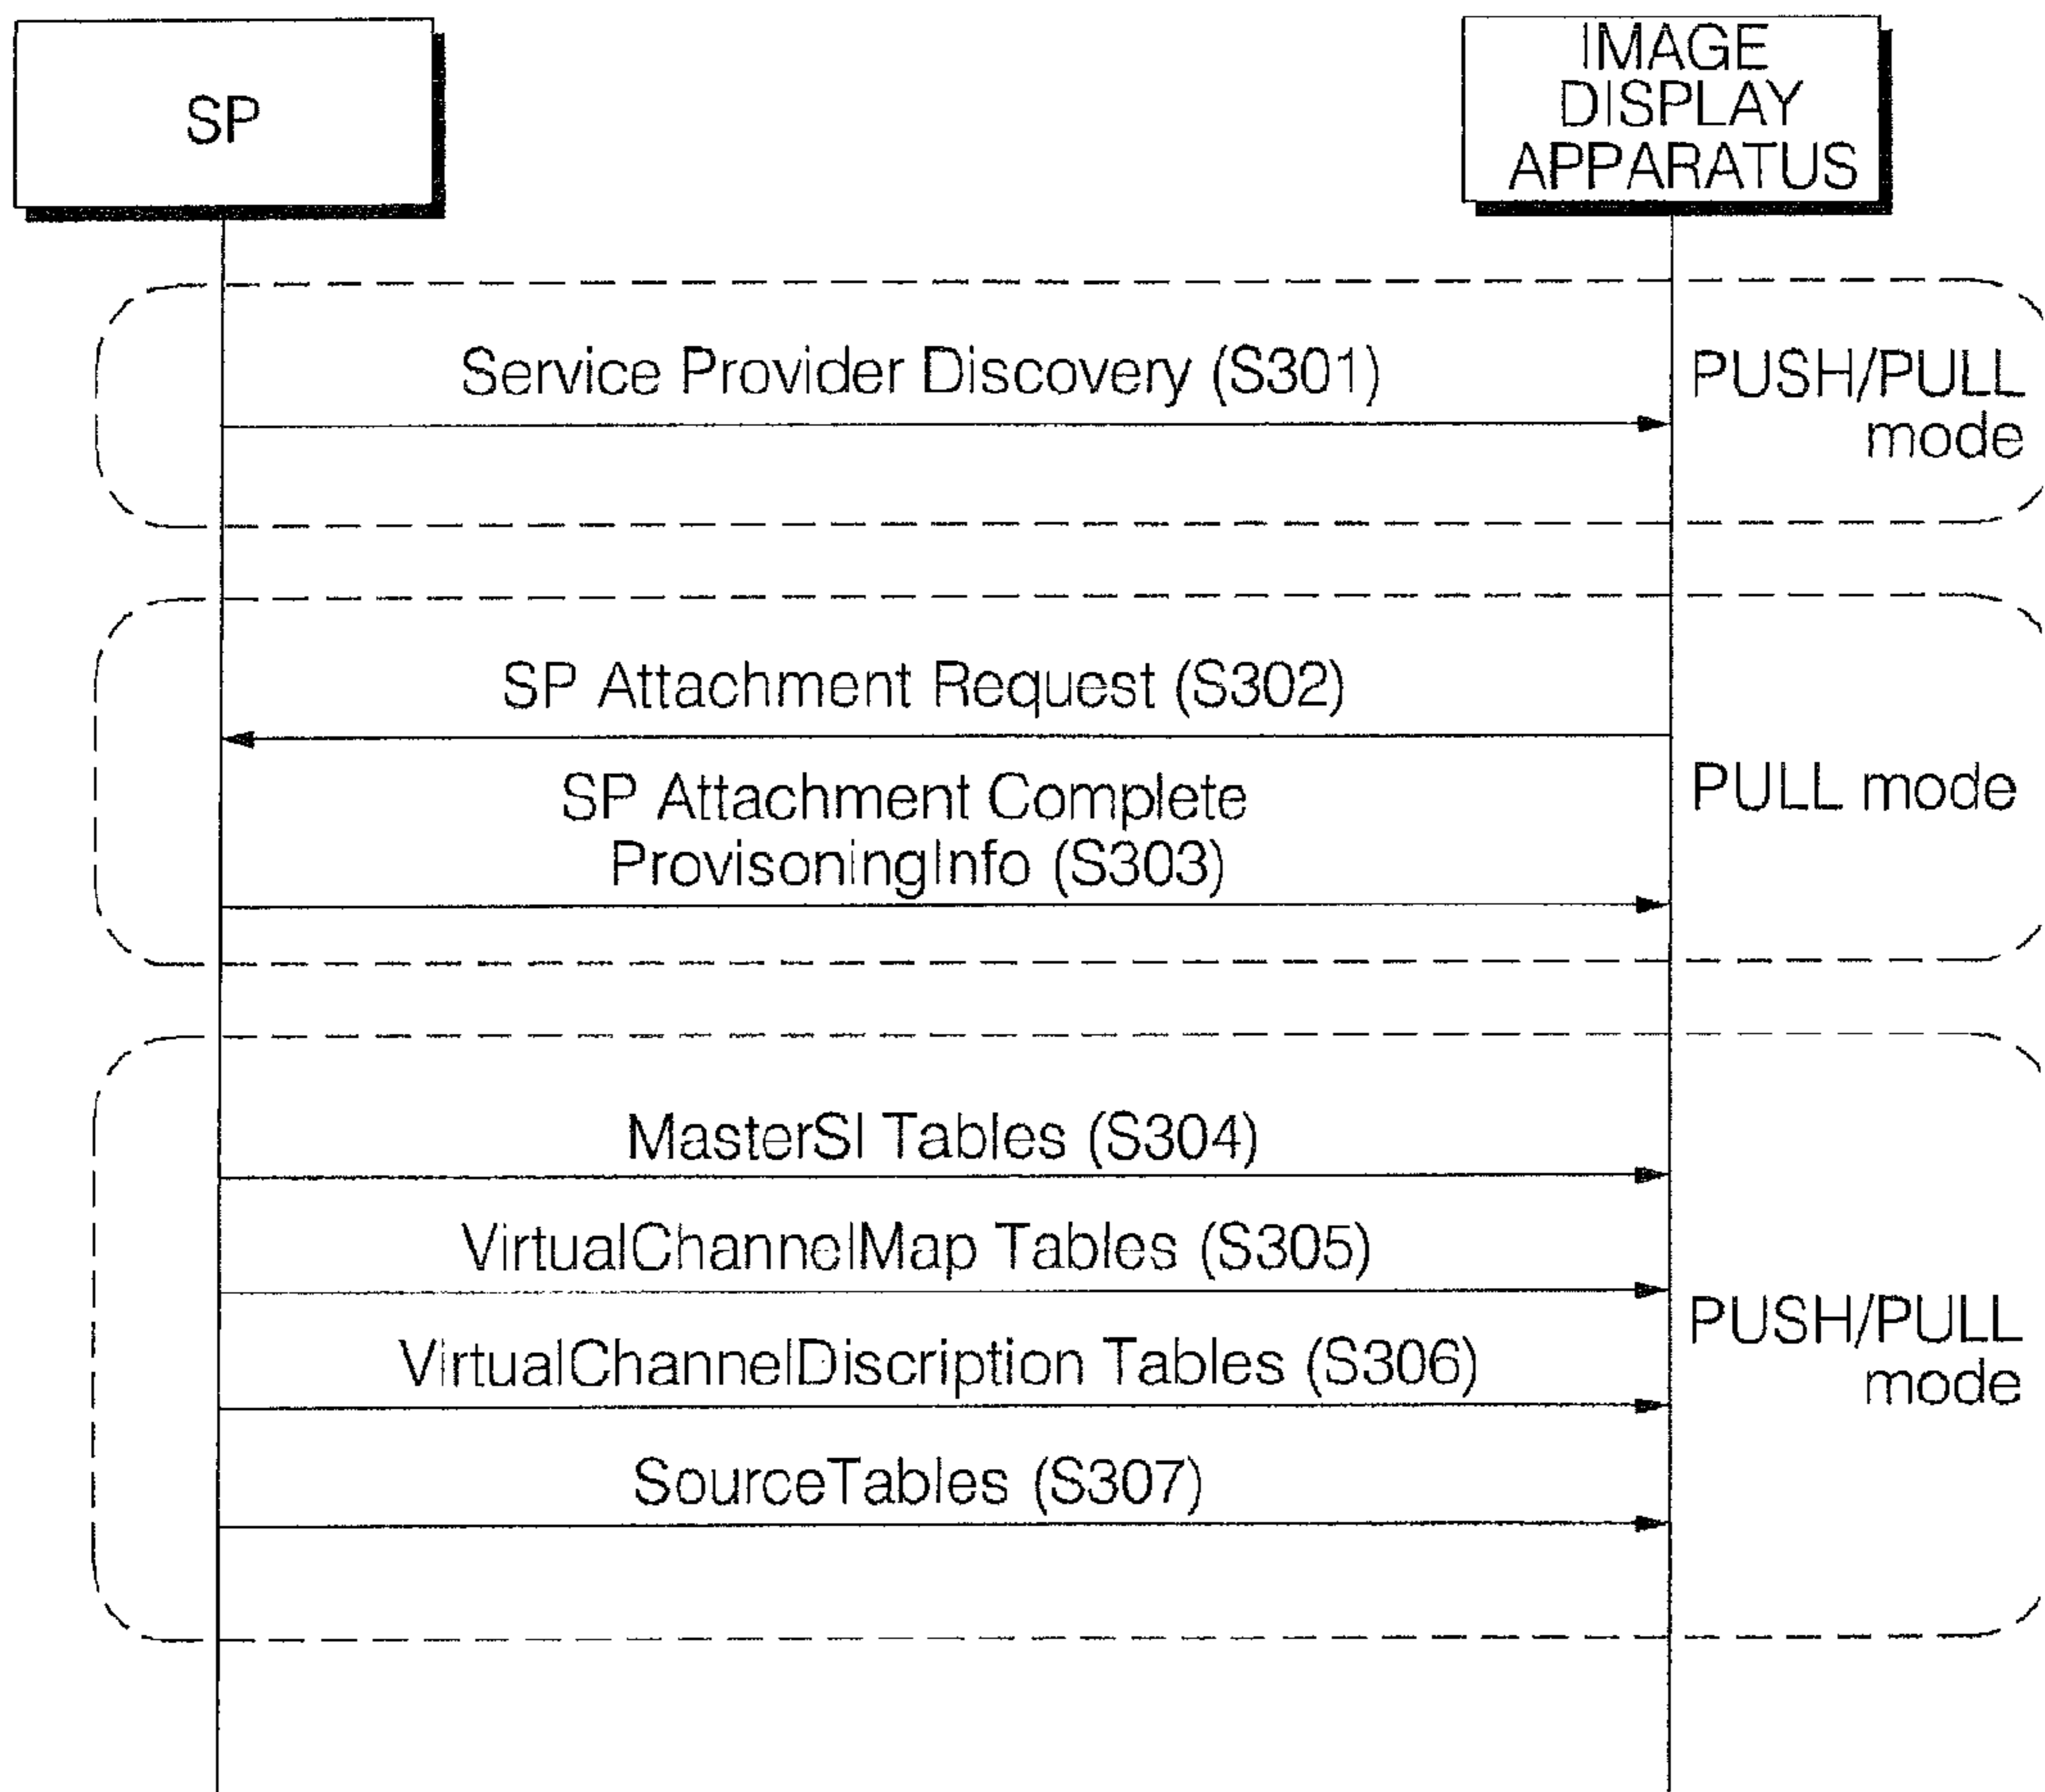 SP
IMAGE
DISPLAY
APPARATUS
Service Provider Discovery (S301)
PUSH/PULL
mode
SP Attachment Request (S302)
SP Attachment Complete
ProvisoningInfo (S303)
PULL mode
MasterSI Tables (S304)
VirtualChannelMap Tables (S305)
VirtualChannelDiscription Tables (S306)
SourceTables (S307)
PUSH/PULL
mode